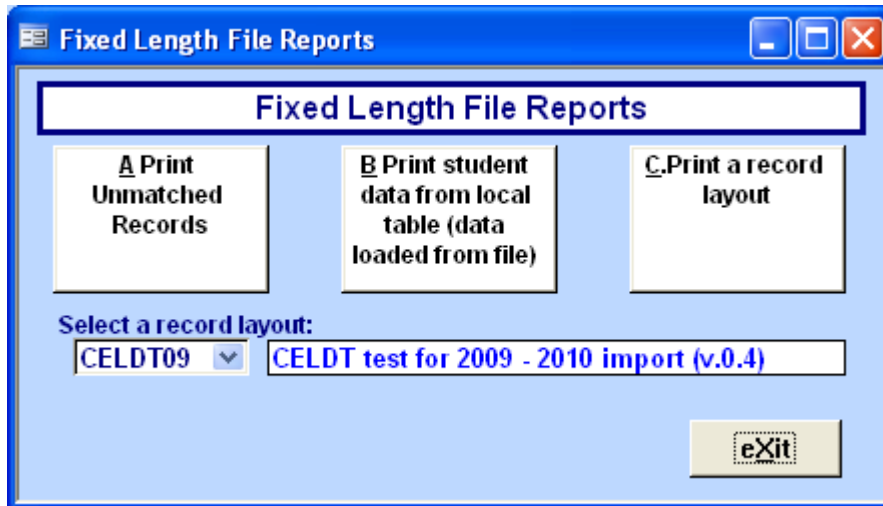 Fixed Length File Reports
Fixed Length File Reports
A Print
Unmatched
Records
B Print student
data from local
table (data
loaded from file)
C.Print a record
layout
Select a record layout:
CELDT09
CELDT test for 2009 - 2010 import (v.0.4)
eXit